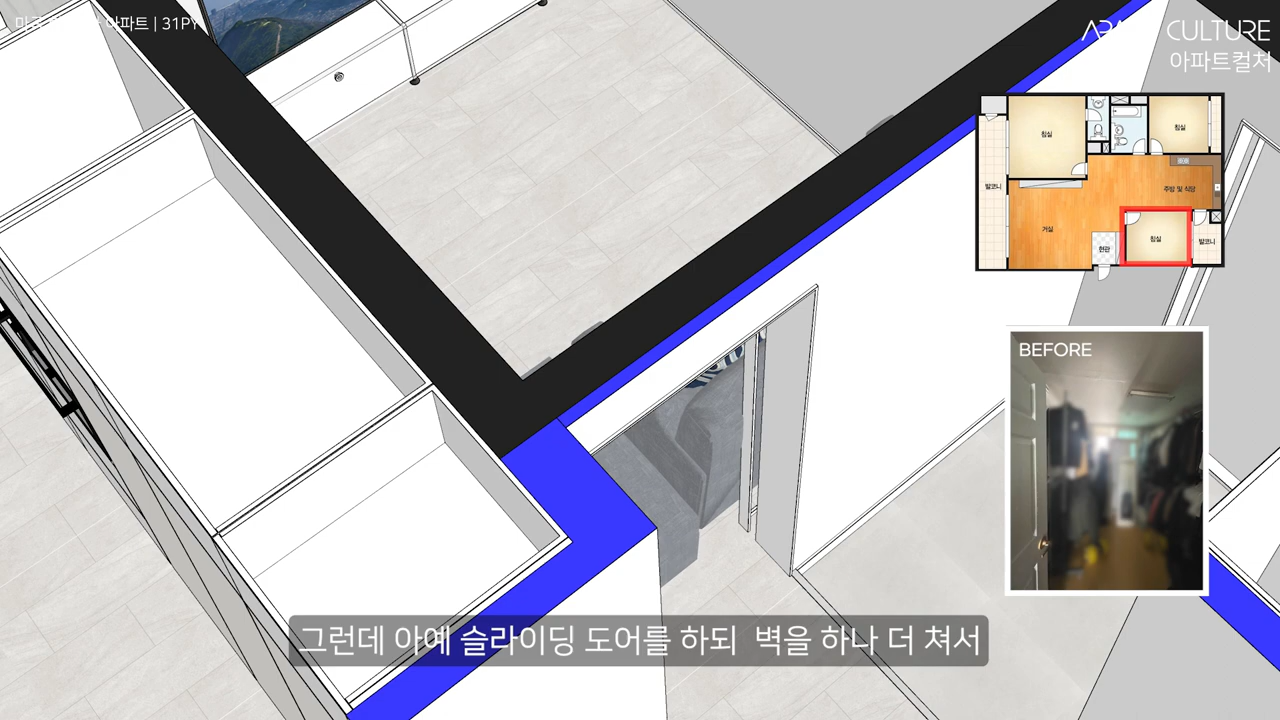 아파트 | 31PY
CULTURE
아파트컬처
침실
침실
발코니
주방 및 식당
거실
침실
현관
발코니
BEFORE
그런데 아예 슬라이딩 도어를 하되 벽을 하나 더 쳐서